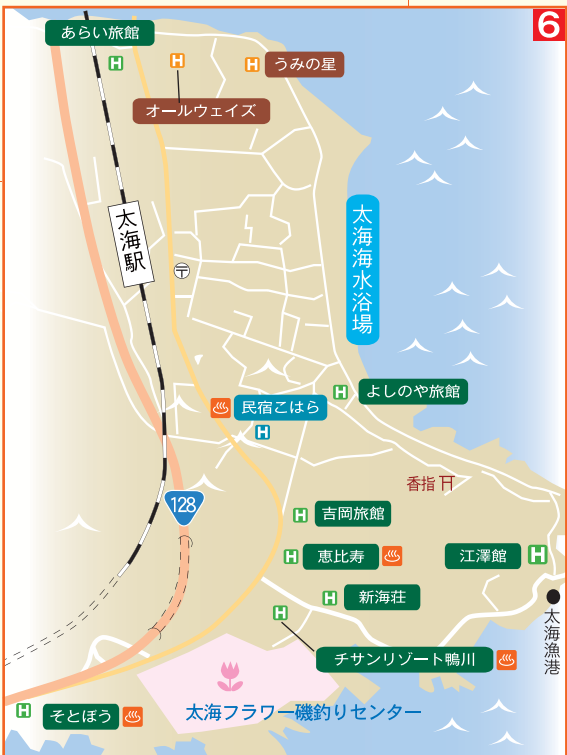 6
あらい旅館
H
H
H
うみの星
オールウェイズ
太海駅
〒
太海海水浴場
H
よしのや旅館
民宿こはら
H
香指
128
H
吉岡旅館
H
恵比寿
江澤館
H
H
新海荘
太海漁港
H
チサンリゾート鴨川
太海フラワー磯釣りセンター
H
そとぼう